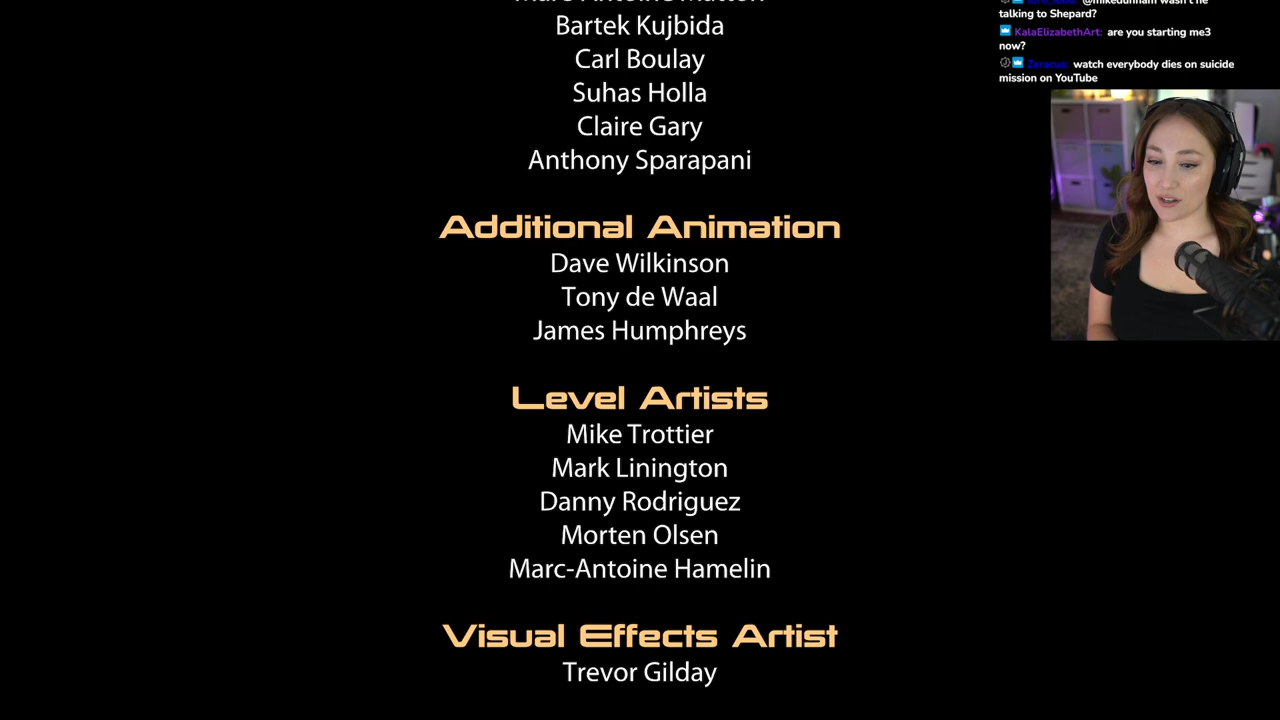 Bartek Kujbida
Carl Boulay
Suhas Holla
Claire Gary
Anthony Sparapani
Additional Animation
Dave Wilkinson
Tony de Waal
James Humphreys
Level Artists
Mike Trottier
Mark Linington
Danny Rodriguez
Morten Olsen
Marc-Antoine Hamelin
Visual Effects Artist
Trevor Gilday
@mikedunham wasn't he
talking to Shepard?
KalaElizabethArt: are you starting me3
now?
Zeracus: watch everybody dies on suicide
mission on YouTube